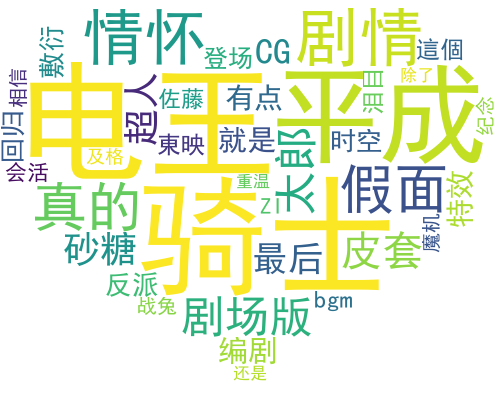 情怀
剧情
敷衍
登场
CG
這個
电王
平成
相信
超人
佐藤
有点
泪目
除了
纪念
回归
東映
就是
太郎
时空
会活
及格
骑士
假面
特效
真的
重温
ZI
魔机
砂糖
最后
皮套
反派
战兔
bgm
剧场版
编剧
还是